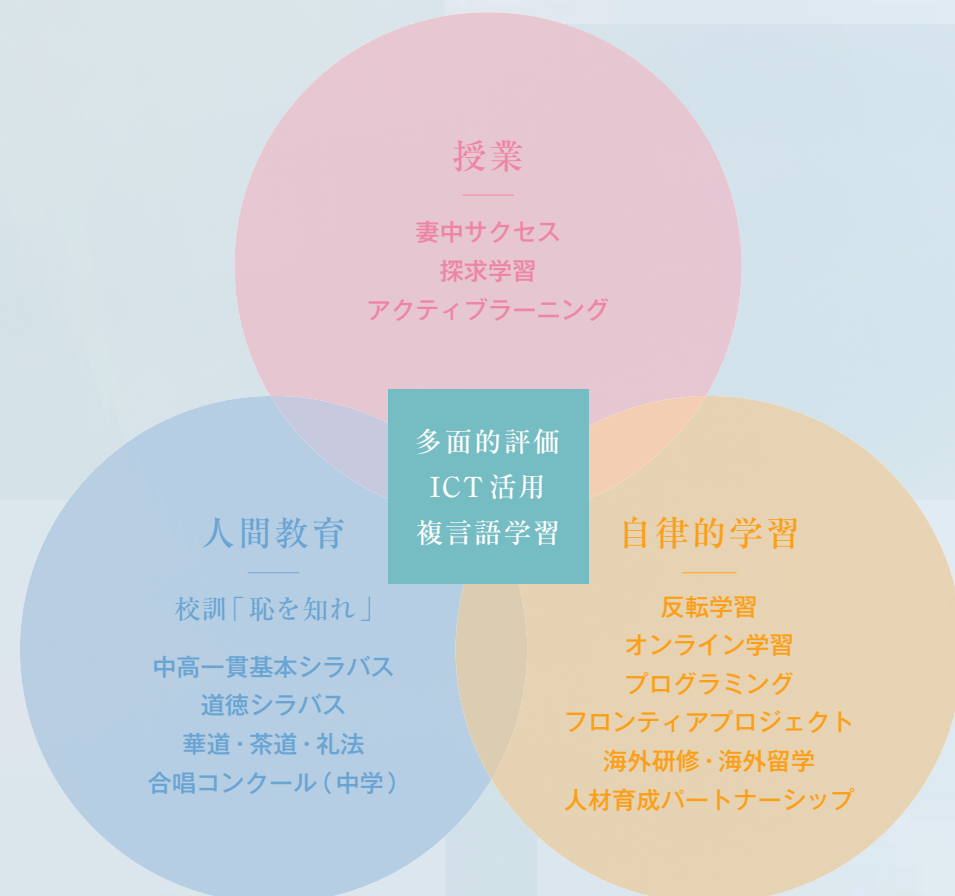 授業
妻中サクセス
探求学習
アクティブラーニング
多面的評価
ICT 活用
複言語学習
人間教育
校訓「恥を知れ」
中高一貫基本シラバス
道徳シラバス
華道・茶道・礼法
合唱コンクール(中学)
自律的学習
反転学習
オンライン学習
プログラミング
フロンティアプロジェクト
海外研修・海外留学
人材育成パートナーシップ